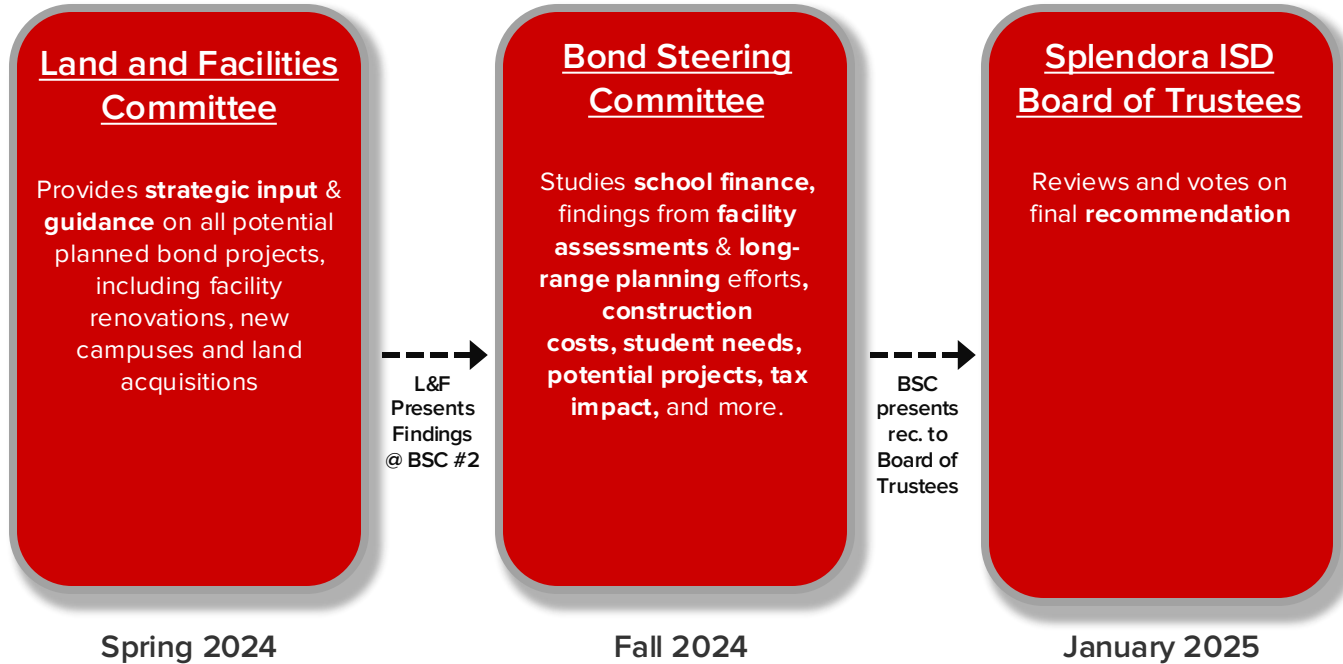 Land and Facilities
Committee
Provides strategic input &
guidance on all potential
planned bond projects,
including facility
renovations, new
campuses and land
acquisitions
L&F
Presents
Findings
@ BSC #2
Bond Steering
Committee
Studies school finance,
findings from facility
assessments & long-
range planning efforts,
construction
costs, student needs,
potential projects, tax
impact, and more.
BSC
presents
rec. to
Board of
Trustees
Splendora ISD
Board of Trustees
Reviews and votes on
final recommendation
Spring 2024
Fall 2024
January 2025